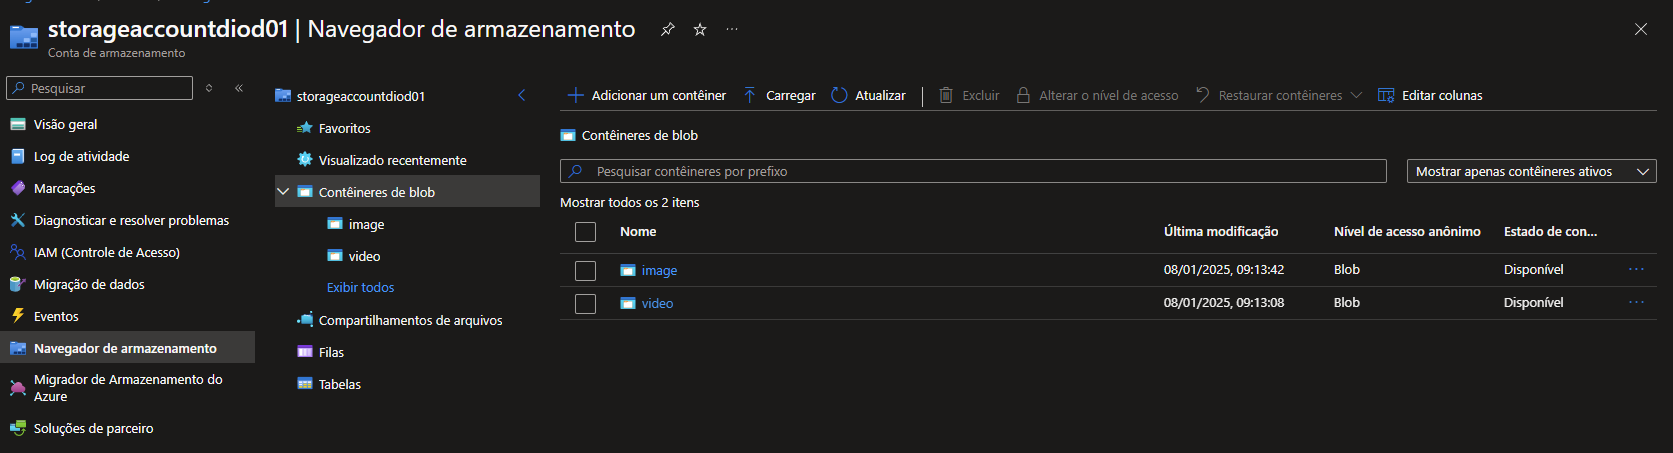 storageaccountdiod01 | Navegador de armazenamento ...
Conta de armazenamento
Pesquisar
Visão geral
Log de atividade
Marcações
Diagnosticar e resolver problemas
IAM (Controle de Acesso)
Migração de dados
Eventos
Navegador de armazenamento
Migrador de Armazenamento do
Azure
Soluções de parceiro
storageaccountdiod01
Favoritos
Visualizado recentemente
Contêineres de blob
image
video
Exibir todos
Compartilhamentos de arquivos
Filas
Tabelas
Adicionar um contêiner Carregar Atualizar Excluir Alterar o nível de acesso Restaurar contêineres Editar colunas
Contêineres de blob
Pesquisar contêineres por prefixo Mostrar apenas contêineres ativos
Mostrar todos os 2 itens
Nome Última modificação Nível de acesso anônimo Estado de con...
image 08/01/2025, 09:13:42 Blob Disponível ...
video 08/01/2025, 09:13:08 Blob Disponível ...